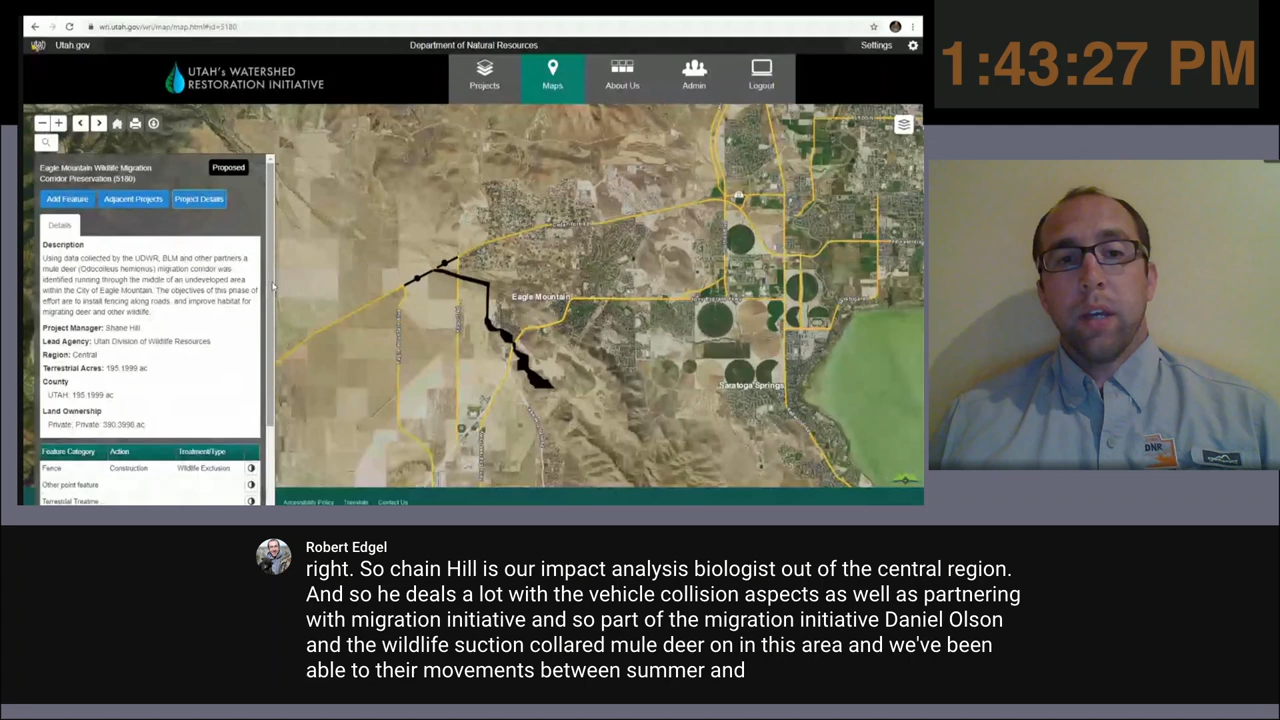 wri.utah.gov/wri/map/map.html#id=5180
1:43:27 PM
Utah.gov
Department of Natural Resources
Settings
UTAH'S WATERSHED
RESTORATION INITIATIVE
Projects
Maps
About Us
Admin
Logout
Eagle Mountain Wildlife Migration
Corridor Preservation (5180)
Proposed
Add Feature
Adjacent Projects
Project Details
Details
Description
Using data collected by the UDWR, BLM and other partners a
mule deer (Odocoileus hemionus) migration corridor was
identified running through the middle of an undeveloped area
within the City of Eagle Mountain. The objectives of this phase of
effort are to install fencing along roads, and improve habitat for
migrating deer and other wildlife.
Project Manager: Shane Hill
Lead Agency: Utah Division of Wildlife Resources
Region: Central
Terrestrial Acres: 195.1999 ac
County
UTAH: 195.1999 ac
Land Ownership
Private, Private: 390.3998 ac
Feature Category Action Treatment/Type
Fence Construction Wildlife Exclusion
Other point feature
Terrestrial Treatme...
Eagle Mountain
Saratoga Springs
Accessibility Policy Translate Contact Us
DNR
Robert Edgel
right. So chain Hill is our impact analysis biologist out of the central region.
And so he deals a lot with the vehicle collision aspects as well as partnering
with migration initiative and so part of the migration initiative Daniel Olson
and the wildlife suction collared mule deer on in this area and we've been
able to their movements between summer and